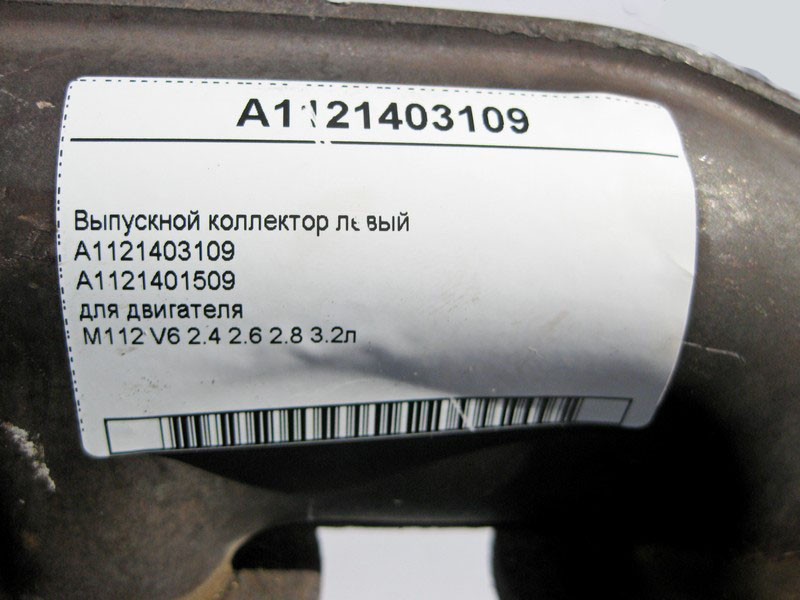 A1121403109
Выпускной коллектор левый
A1121403109
A1121401509
для двигателя
M112 V6 2.4 2.6 2.8 3.2л